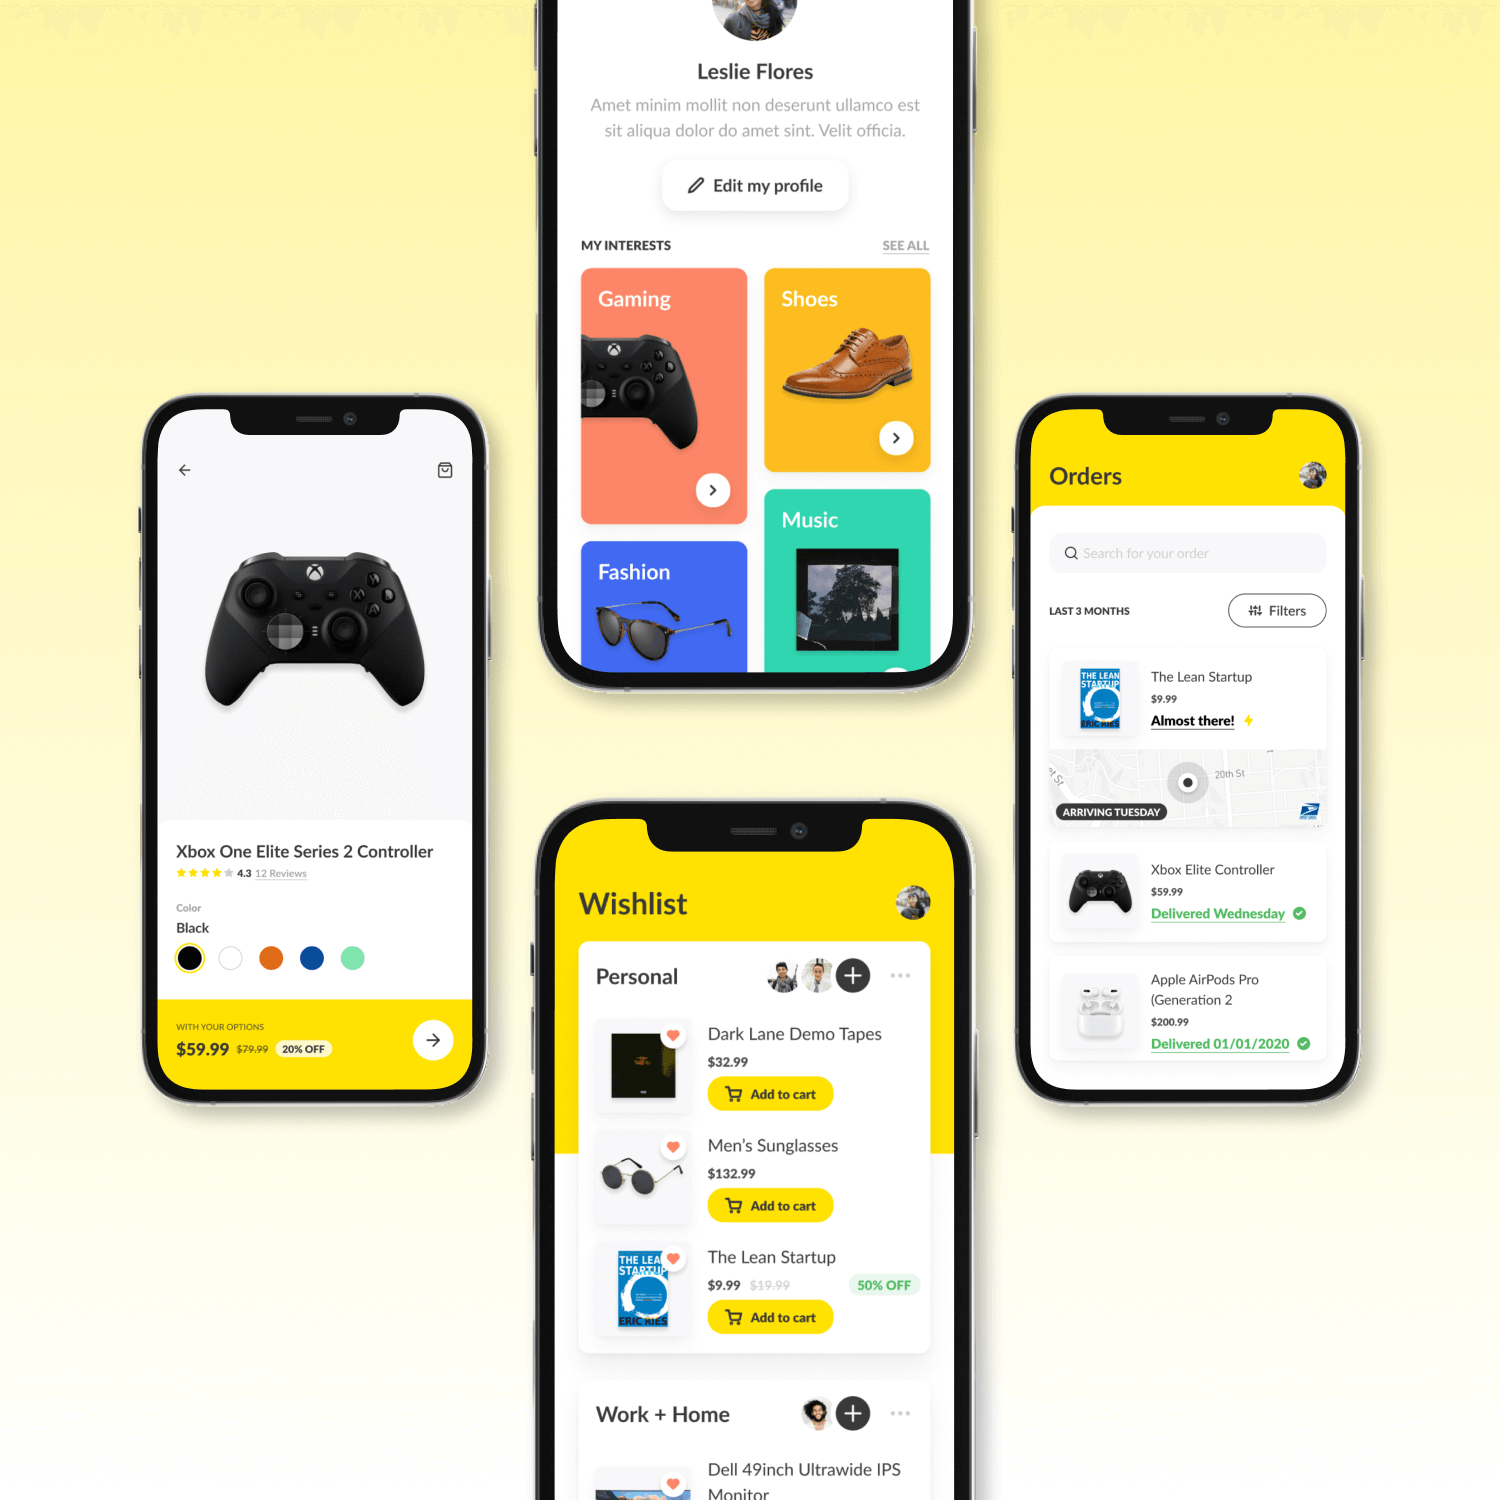 Leslie Flores
Amet minim mollit non deserunt ullamco est
sit aliqua dolor do amet sint. Velit officia.
Edit my profile
MY INTERESTS
SEE ALL
Gaming
Shoes
Music
Fashion
Xbox One Elite Series 2 Controller
4.3 12 Reviews
Color
Black
WITH YOUR OPTIONS
$59.99 $79.99 20% OFF
Wishlist
Personal
Dark Lane Demo Tapes
$32.99
Add to cart
Men’s Sunglasses
$132.99
Add to cart
THE LEA
STARTUP
ERIC RIES
The Lean Startup
$9.99 $19.99 50% OFF
Add to cart
Work + Home
Dell 49inch Ultrawide IPS
Monitor
Orders
Search for your order
LAST 3 MONTHS
Filters
THE LEAN
STARTUP
ERIC RIES
The Lean Startup
$9.99
Almost there!
St
20th St
ARRIVING TUESDAY
Xbox Elite Controller
$59.99
Delivered Wednesday
Apple AirPods Pro
(Generation 2
$200.99
Delivered 01/01/2020